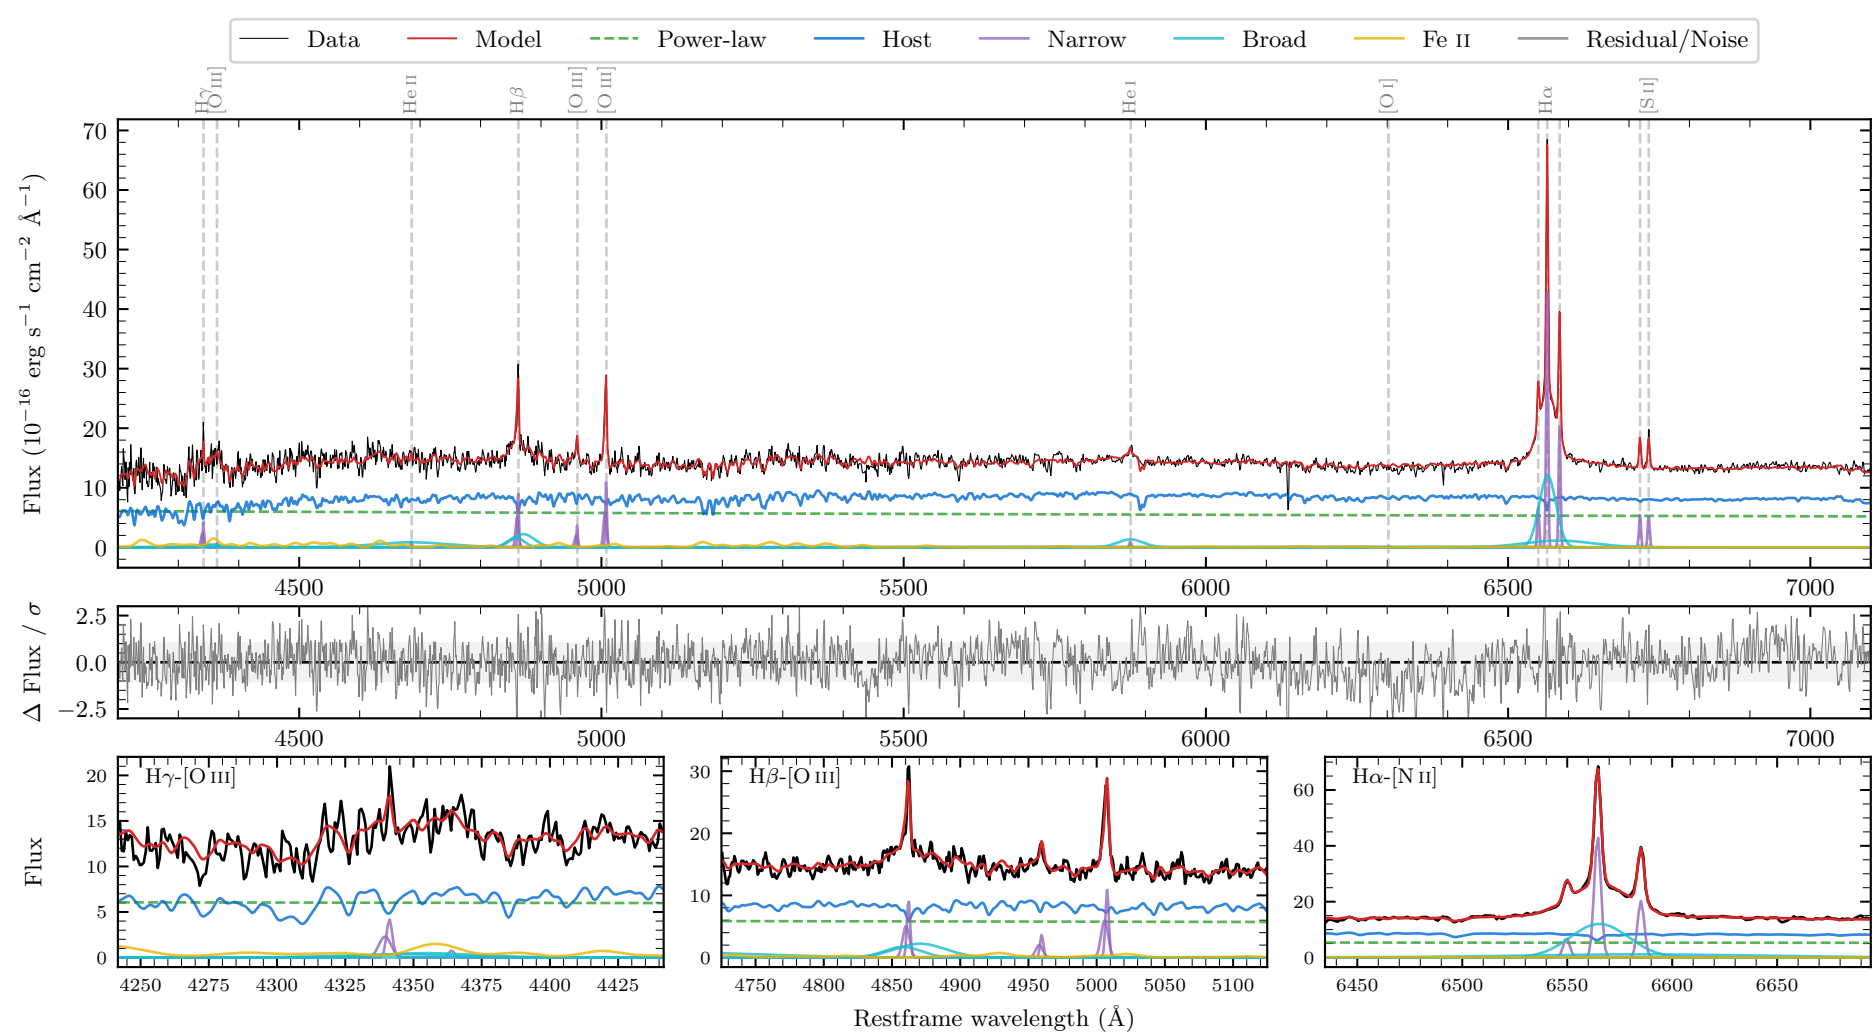 Data Model Power-law Host Narrow Broad Fe II Residual/Noise
Hγ [O III] He II Hβ [O III] [O III] He I [O I] Hα [S II]
Flux (10⁻¹⁶ erg s⁻¹ cm⁻² Å⁻¹)
70
60
50
40
30
20
10
0
4500 5000 5500 6000 6500 7000
Δ Flux / σ
2.5
0.0
−2.5
4500 5000 5500 6000 6500 7000
Flux
Hγ-[O III]
20
15
10
5
0
4250 4275 4300 4325 4350 4375 4400 4425
Hβ-[O III]
30
20
10
0
4750 4800 4850 4900 4950 5000 5050 5100
Hα-[N II]
60
40
20
0
6450 6500 6550 6600 6650
Restframe wavelength (Å)